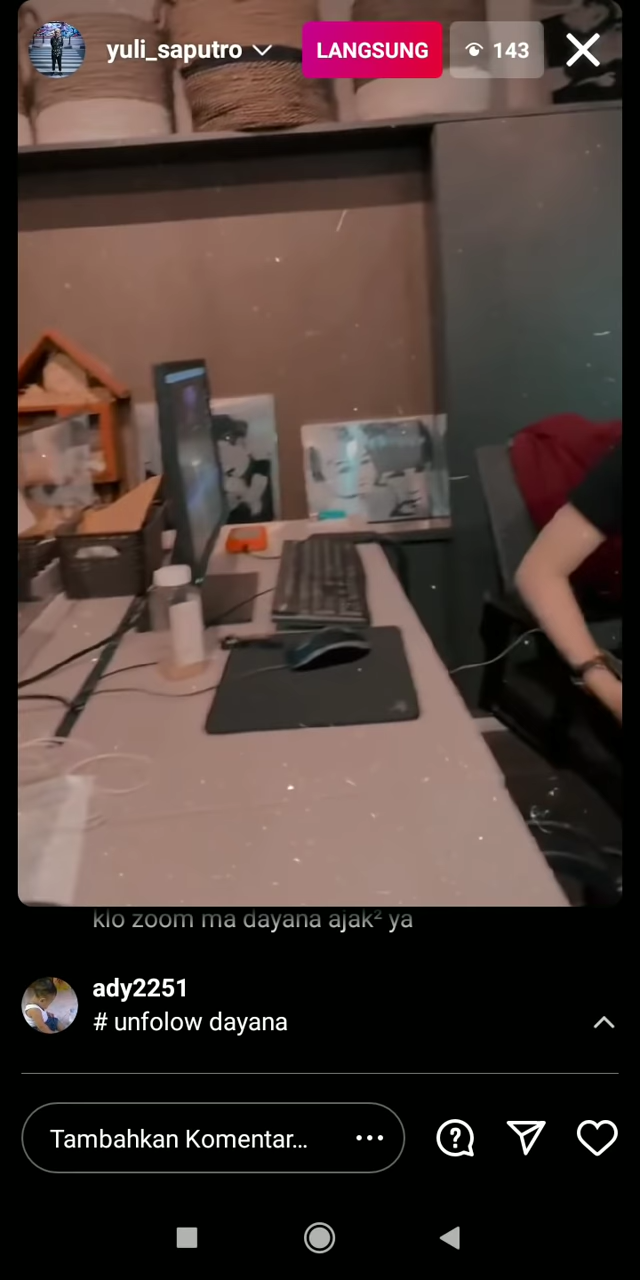 yuli_saputro
LANGSUNG
143
klo zoom ma dayana ajak² ya
ady2251
# unfolow dayana
Tambahkan Komentar...